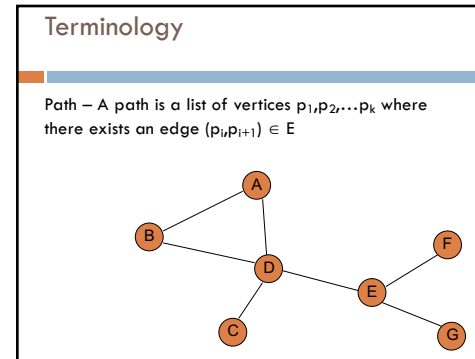 Terminology
Path – A path is a list of vertices p₁,p₂,…pₖ where
there exists an edge (pᵢ,pᵢ₊₁) ∈ E
A
B
F
D
E
C
G